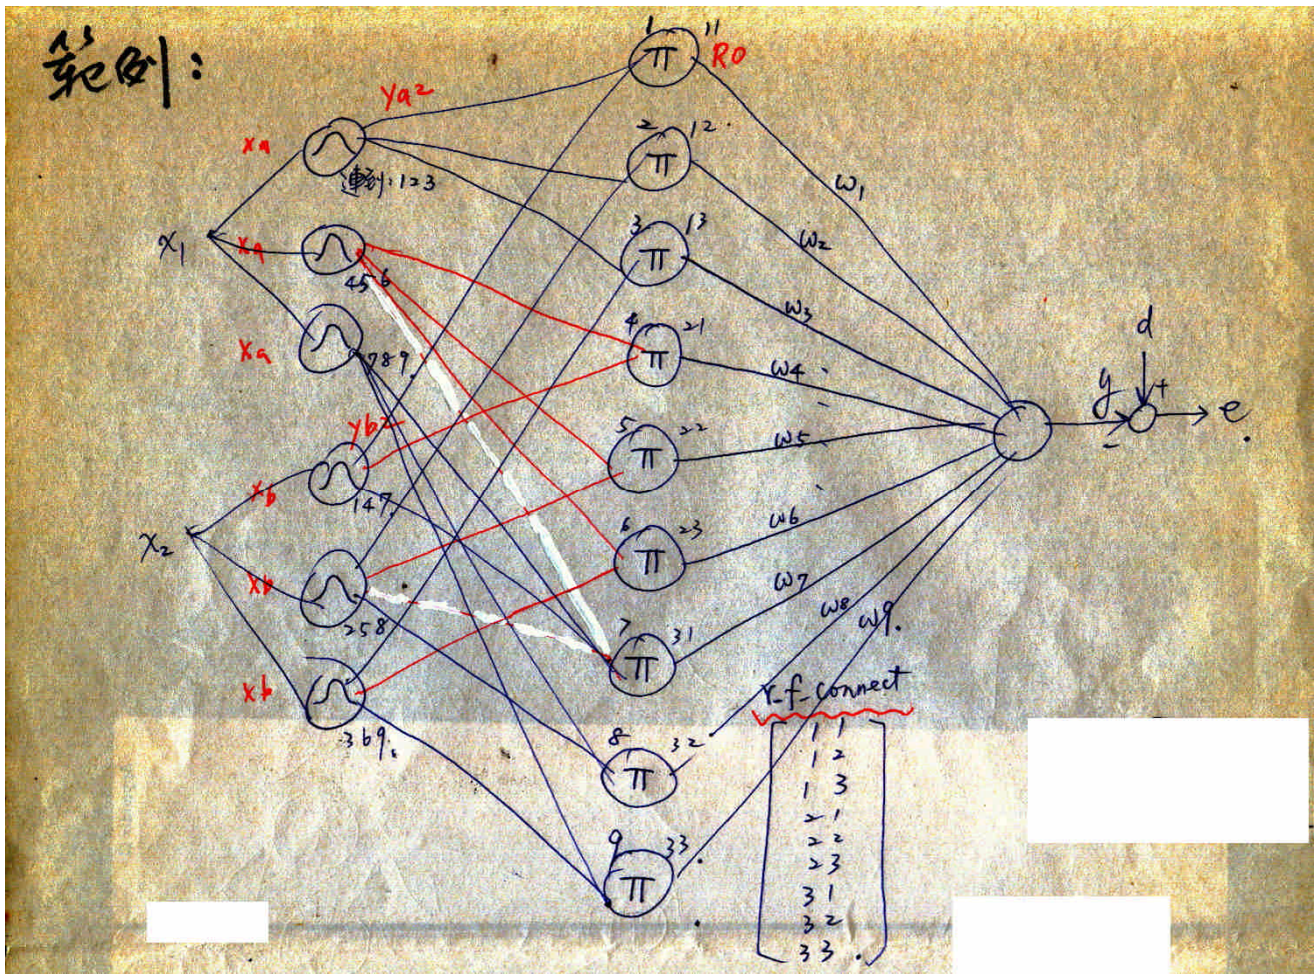 範例:
1 11
π R0
Ya2
xa
連到:123
2 12
π
w1
x1
xa
456
3 13
π
w2
xa
789
4 21
π
w3
d
w4
yb2
5 22
π
w5
y
+
-
e
xb
147
x2
6 23
π
w6
xb
258
7 31
π
w7
w8
w9
xb
369
r-f-connect
8 32
π
9 33
π
1 1
1 2
1 3
2 1
2 2
2 3
3 1
3 2
3 3